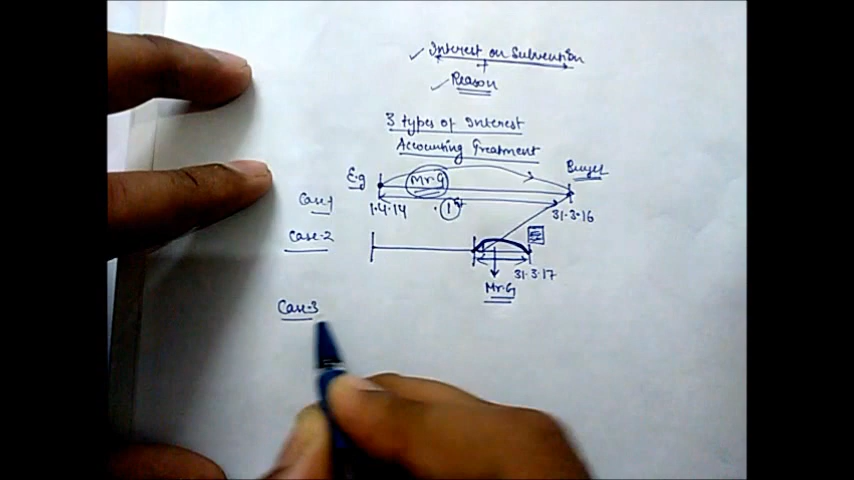 Interest on Subvention
Reason
3 types of Interest
Accounting Treatment
E.g Mr.G Buyer
Case-1 1.4.14 1st 31.3.16
Case-2
31.3.17
Mr.G
Case-3